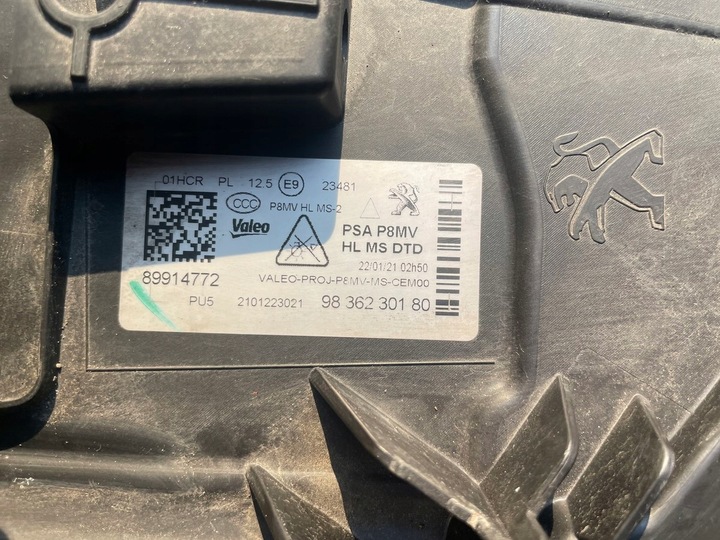 01HCR PL 12.5 E9 23481
CCC P8MV HL MS-2
Valeo PSA P8MV
HL MS DTD
22/01/21 02h50
89914772 VALEO-PROJ-P8MV-MS-CEM00
PU5 2101223021 98 362 301 80